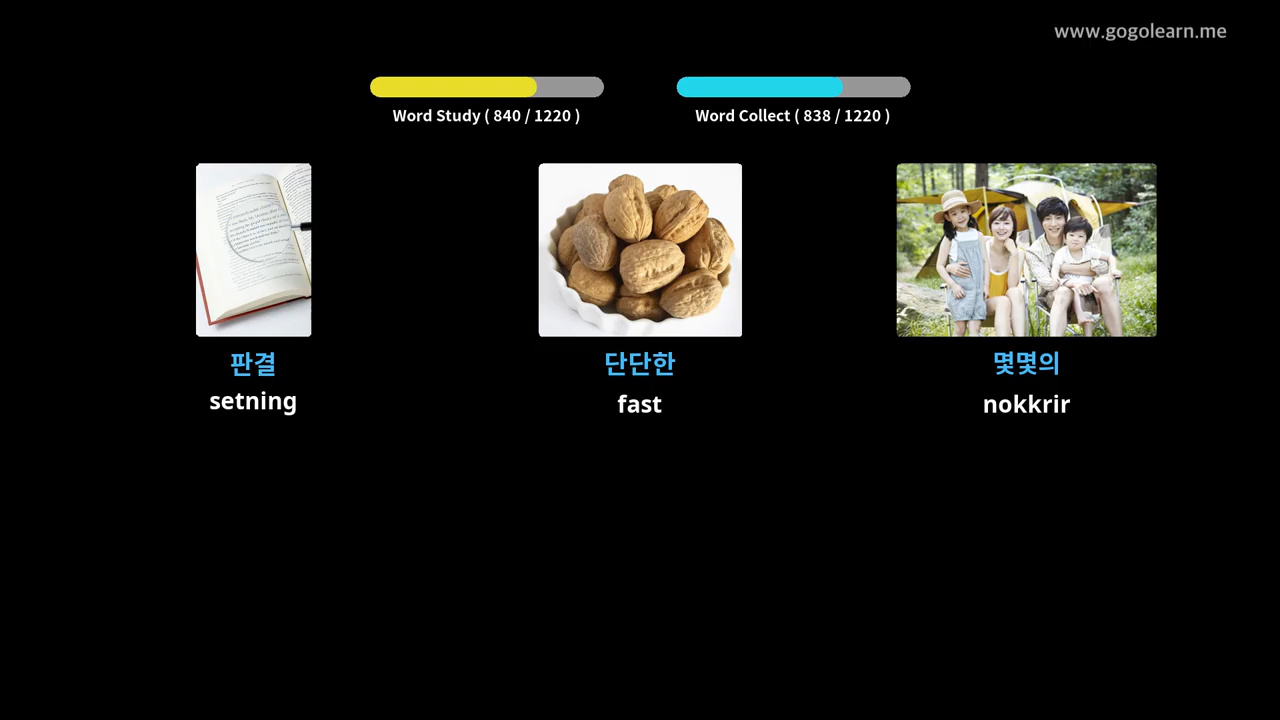 www.gogolearn.me
Word Study ( 840 / 1220 )
Word Collect ( 838 / 1220 )
판결
setning
단단한
fast
몇몇의
nokkrir